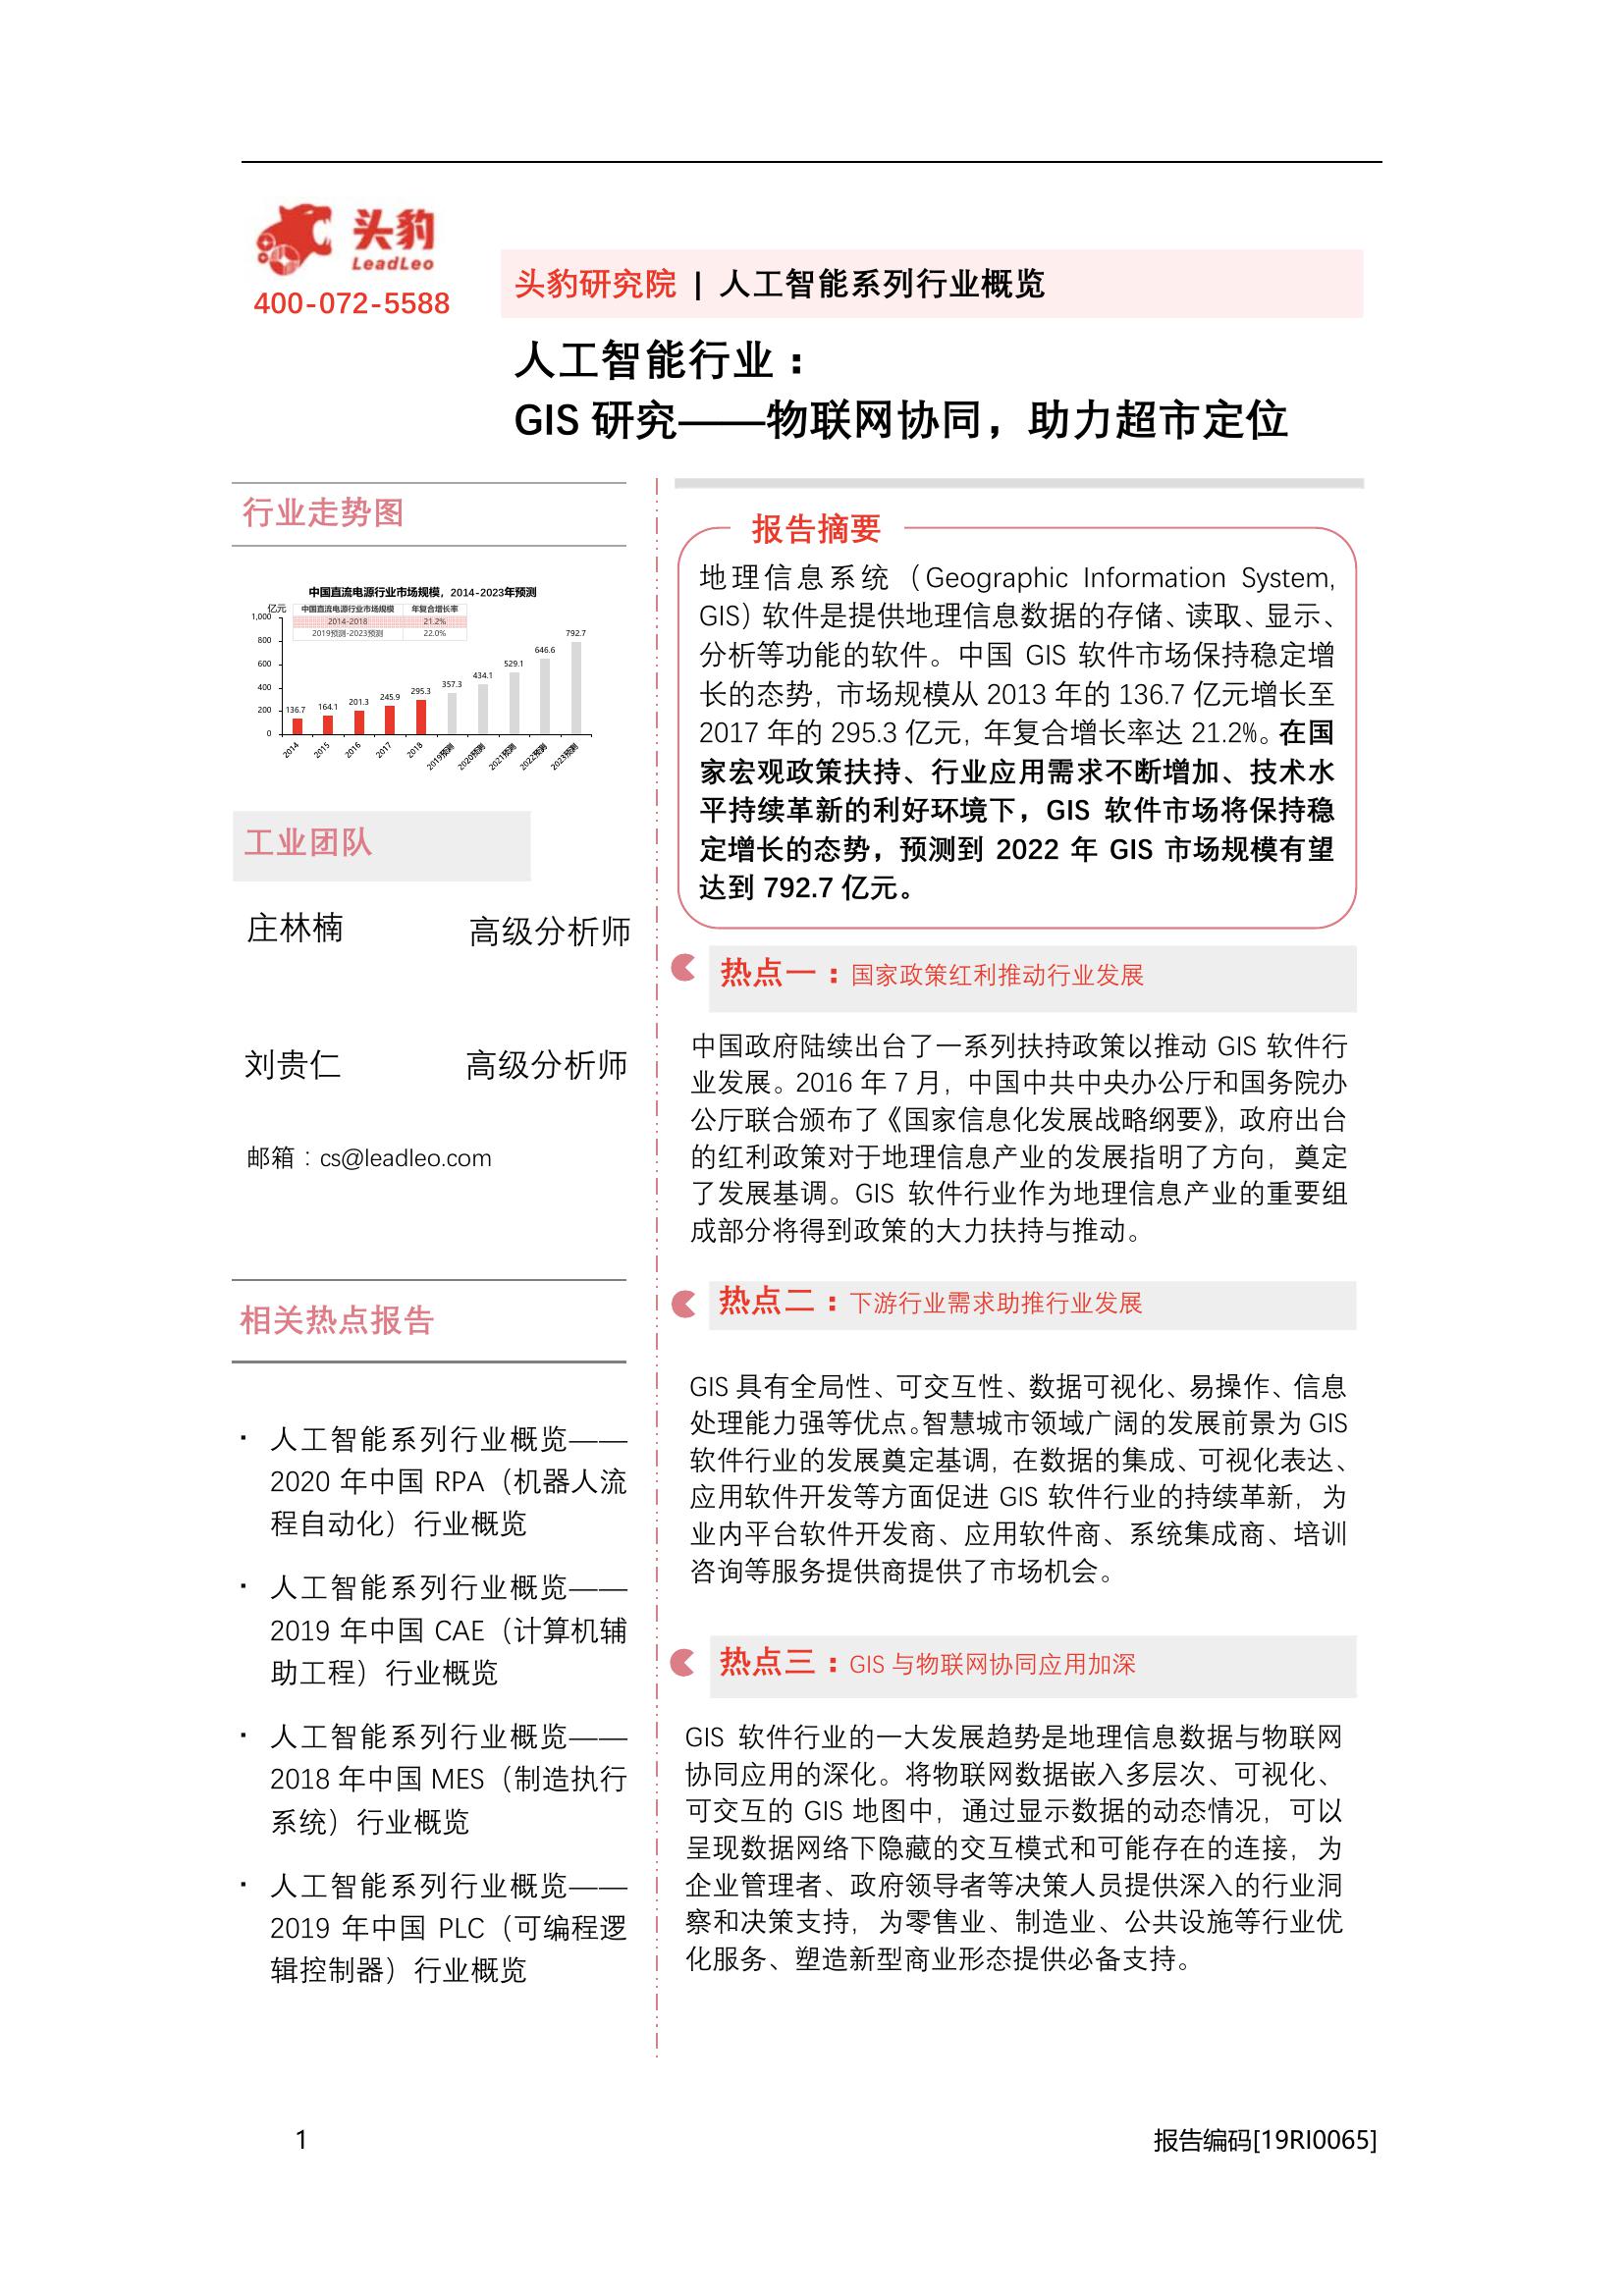 头豹
LeadLeo
400-072-5588
头豹研究院 | 人工智能系列行业概览
人工智能行业：
GIS 研究——物联网协同，助力超市定位
行业走势图
中国直流电源行业市场规模，2014-2023年预测
亿元
中国直流电源行业市场规模 年复合增长率
2014-2018 21.2%
2019预测-2023预测 22.0%
1,000
800
600
400
200
0
136.7 164.1 201.3 245.9 295.3 357.3 434.1 529.1 646.6 792.7
2014 2015 2016 2017 2018 2019预测 2020预测 2021预测 2022预测 2023预测
工业团队
庄林楠 高级分析师
刘贵仁 高级分析师
邮箱：cs@leadleo.com
相关热点报告
▪ 人工智能系列行业概览——
2020 年中国 RPA（机器人流
程自动化）行业概览
▪ 人工智能系列行业概览——
2019 年中国 CAE（计算机辅
助工程）行业概览
▪ 人工智能系列行业概览——
2018 年中国 MES（制造执行
系统）行业概览
▪ 人工智能系列行业概览——
2019 年中国 PLC（可编程逻
辑控制器）行业概览
报告摘要
地理信息系统（Geographic Information System,
GIS）软件是提供地理信息数据的存储、读取、显示、
分析等功能的软件。中国 GIS 软件市场保持稳定增
长的态势，市场规模从 2013 年的 136.7 亿元增长至
2017 年的 295.3 亿元，年复合增长率达 21.2%。在国
家宏观政策扶持、行业应用需求不断增加、技术水
平持续革新的利好环境下，GIS 软件市场将保持稳
定增长的态势，预测到 2022 年 GIS 市场规模有望
达到 792.7 亿元。
热点一：国家政策红利推动行业发展
中国政府陆续出台了一系列扶持政策以推动 GIS 软件行
业发展。2016 年 7 月，中国中共中央办公厅和国务院办
公厅联合颁布了《国家信息化发展战略纲要》，政府出台
的红利政策对于地理信息产业的发展指明了方向，奠定
了发展基调。GIS 软件行业作为地理信息产业的重要组
成部分将得到政策的大力扶持与推动。
热点二：下游行业需求助推行业发展
GIS 具有全局性、可交互性、数据可视化、易操作、信息
处理能力强等优点。智慧城市领域广阔的发展前景为 GIS
软件行业的发展奠定基调，在数据的集成、可视化表达、
应用软件开发等方面促进 GIS 软件行业的持续革新，为
业内平台软件开发商、应用软件商、系统集成商、培训
咨询等服务提供商提供了市场机会。
热点三：GIS 与物联网协同应用加深
GIS 软件行业的一大发展趋势是地理信息数据与物联网
协同应用的深化。将物联网数据嵌入多层次、可视化、
可交互的 GIS 地图中，通过显示数据的动态情况，可以
呈现数据网络下隐藏的交互模式和可能存在的连接，为
企业管理者、政府领导者等决策人员提供深入的行业洞
察和决策支持，为零售业、制造业、公共设施等行业优
化服务、塑造新型商业形态提供必备支持。
1
报告编码[19RI0065]